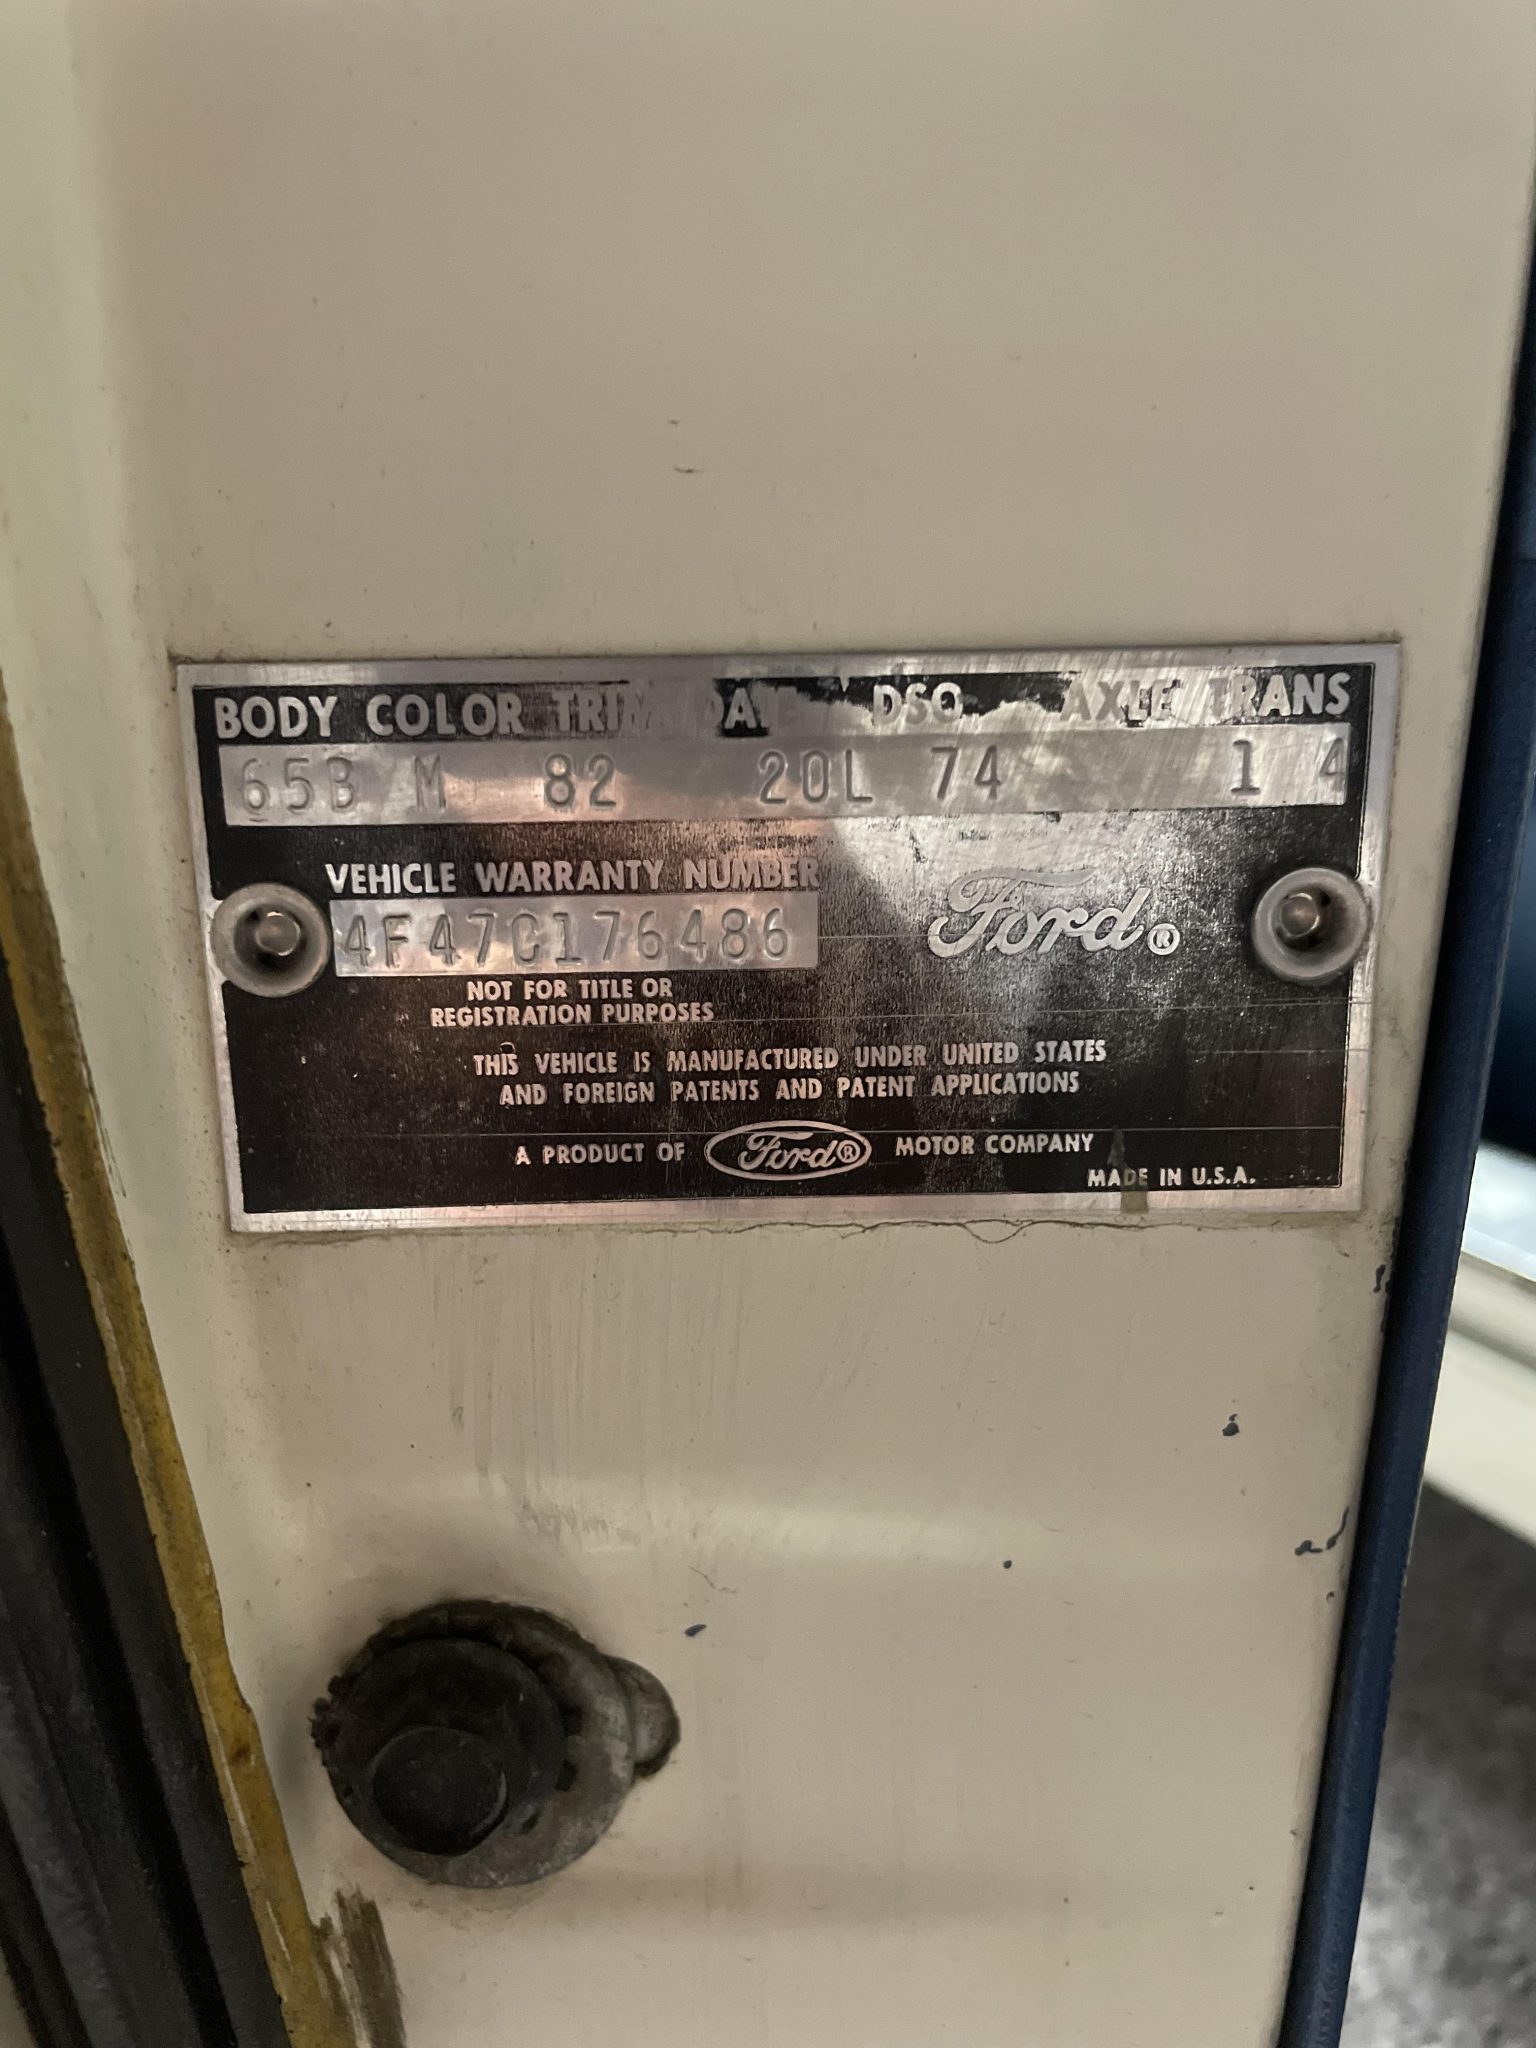 BODY COLOR TRIM DATE DSO AXLE TRANS
65B M 82 20L 74 1 4
VEHICLE WARRANTY NUMBER
4F47C176486
Ford ®
NOT FOR TITLE OR
REGISTRATION PURPOSES
THIS VEHICLE IS MANUFACTURED UNDER UNITED STATES
AND FOREIGN PATENTS AND PATENT APPLICATIONS
A PRODUCT OF Ford ® MOTOR COMPANY
MADE IN U.S.A.